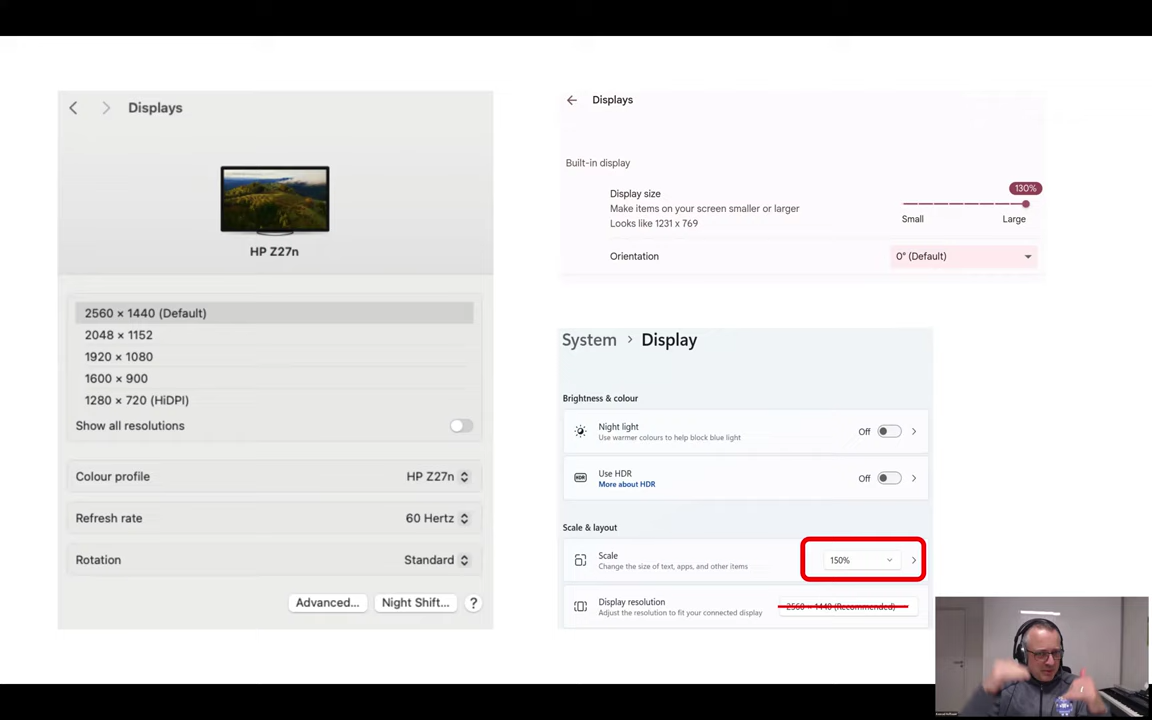 Displays
HP Z27n
2560 × 1440 (Default)
2048 × 1152
1920 × 1080
1600 × 900
1280 × 720 (HiDPI)
Show all resolutions
Colour profile
HP Z27n
Refresh rate
60 Hertz
Rotation
Standard
Advanced...
Night Shift...
?
Displays
Built-in display
Display size
130%
Make items on your screen smaller or larger
Looks like 1231 x 769
Small
Large
Orientation
0° (Default)
System > Display
Brightness & colour
Night light
Use warmer colours to help block blue light
Off
HDR
Use HDR
More about HDR
Off
Scale & layout
Scale
Change the size of text, apps, and other items
150%
Display resolution
Adjust the resolution to fit your connected display
2560 × 1440 (Recommended)